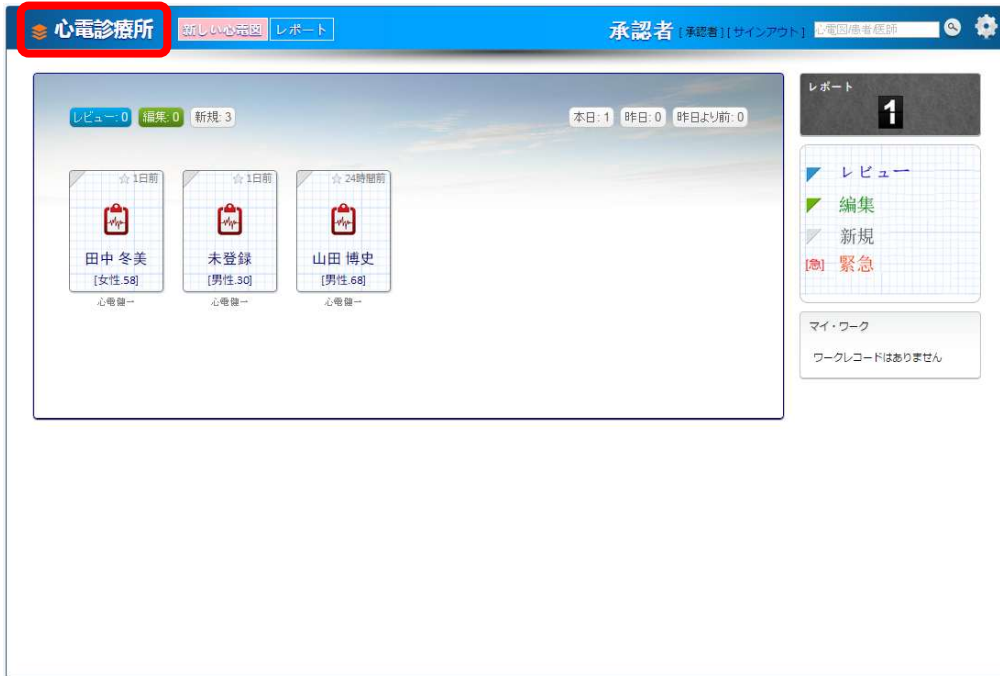 心電診療所 新しい心電図 レポート 承認者 [ 承認者 ] [ サインアウト ] 心電図/患者/医師
レビュー: 0 編集: 0 新規: 3 本日: 1 昨日: 0 昨日より前: 0
☆ 1日前 ☆ 1日前 ☆ 24時間前
田中 冬美 未登録 山田 博史
[女性.58] [男性.30] [男性.68]
心電健一 心電健一 心電健一
レポート
1
レビュー
編集
新規
[急] 緊急
マイ・ワーク
ワークレコードはありません